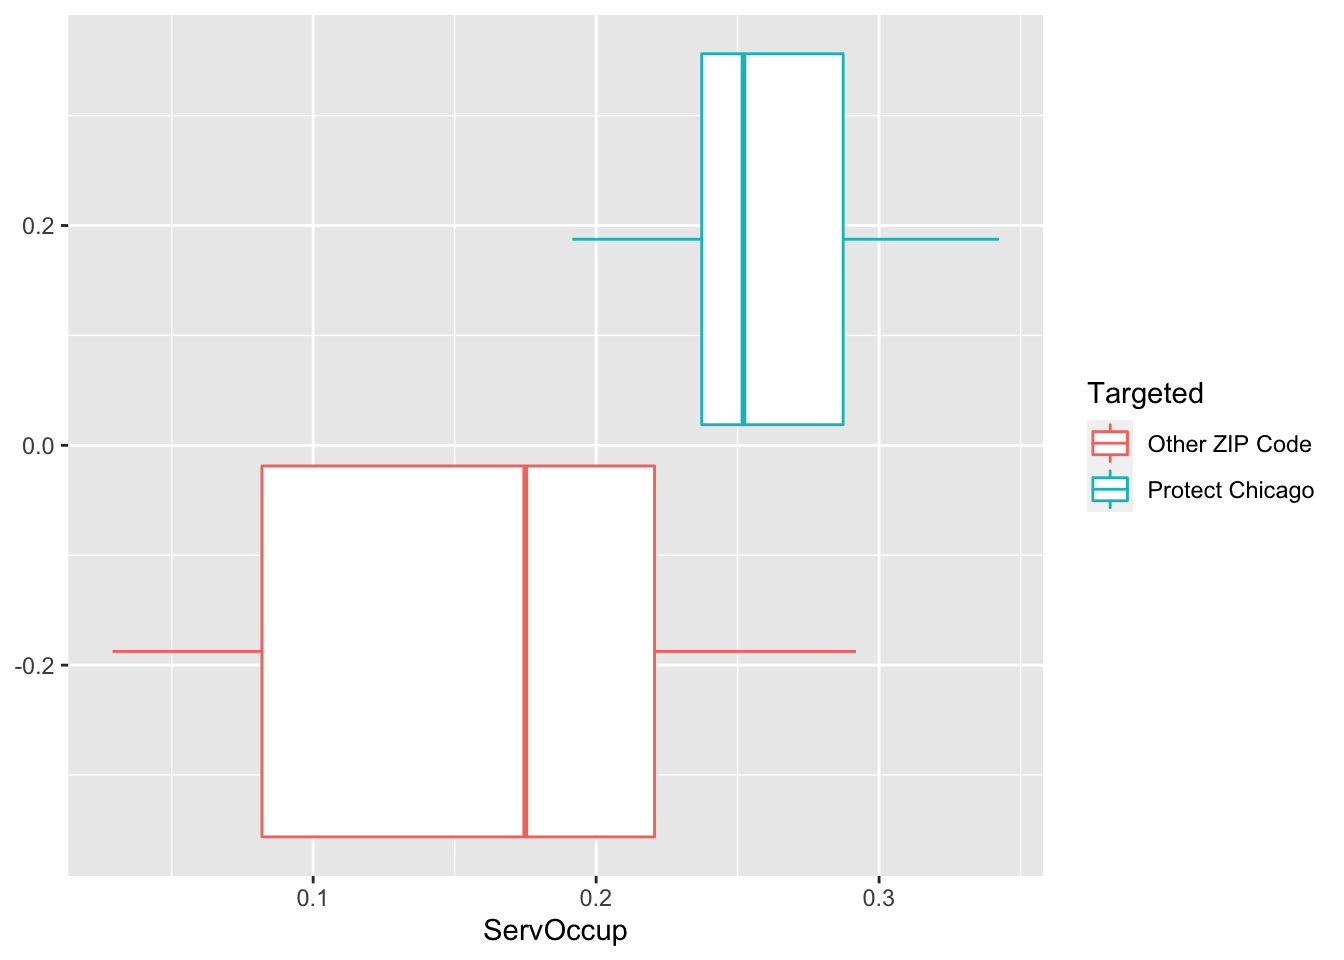 0.2
0.0
-0.2
0.1 0.2 0.3
ServOccup
Targeted
Other ZIP Code
Protect Chicago